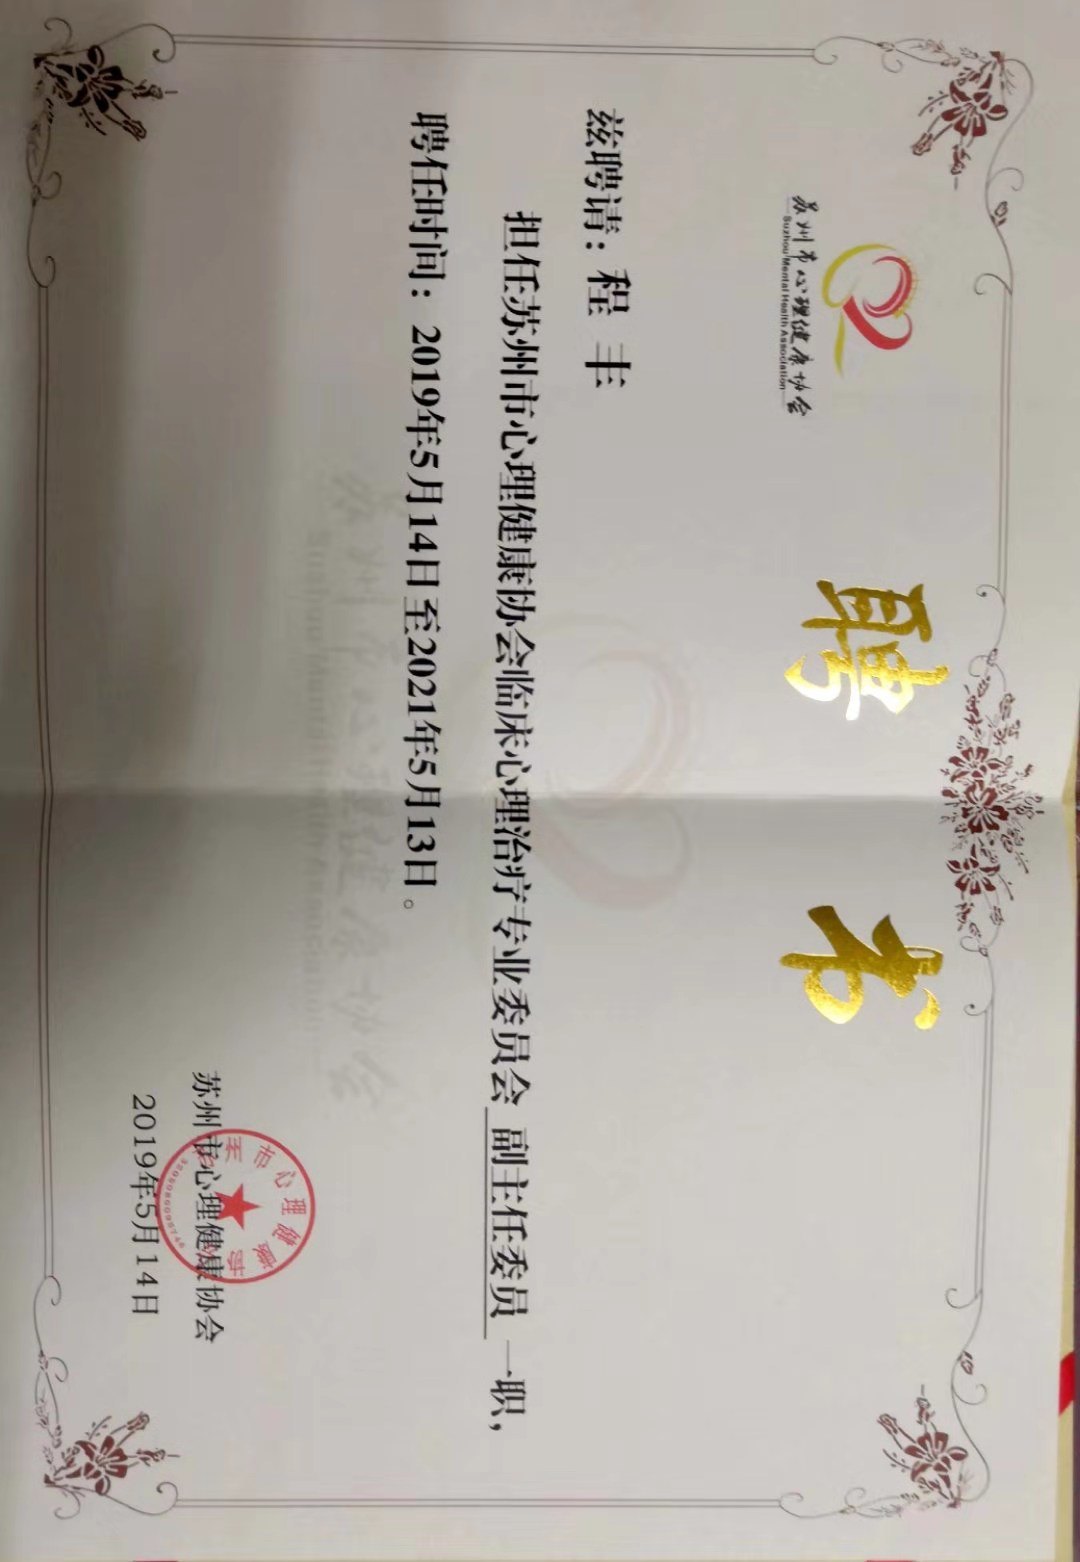 苏州市心理健康协会
Suzhou Mental Health Association
聘书
兹聘请：程 丰
担任苏州市心理健康协会临床心理治疗专业委员会 副主任委员 一职，
聘任时间：2019年5月14日至2021年5月13日。
苏州市心理健康协会
2019年5月14日